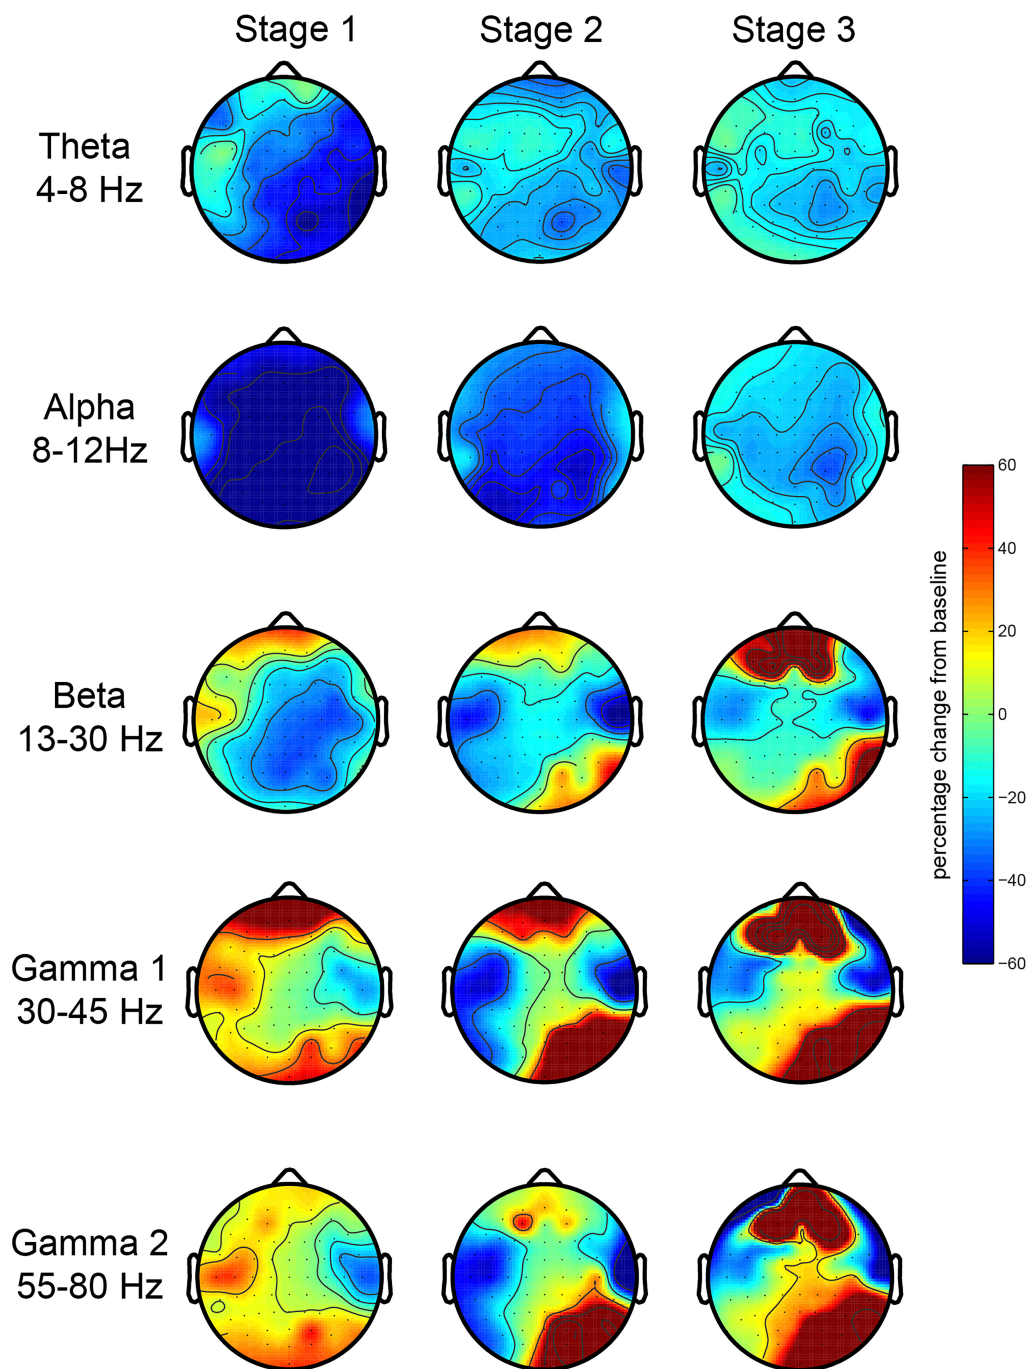 Stage 1 Stage 2 Stage 3
Theta
4-8 Hz
Alpha
8-12Hz
Beta
13-30 Hz
Gamma 1
30-45 Hz
Gamma 2
55-80 Hz
percentage change from baseline
60
40
20
0
−20
−40
−60